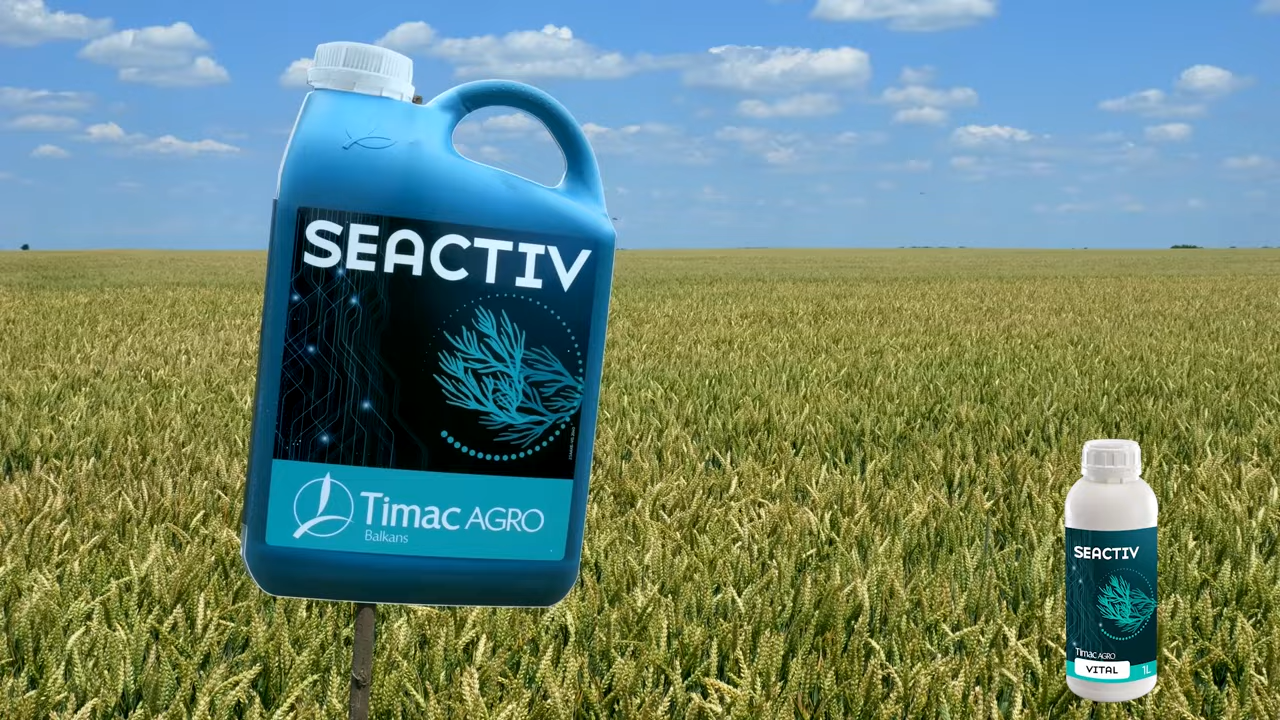 SEACTIV
Timac AGRO
Balkans
SEACTIV
Timac AGRO
VITAL
1L